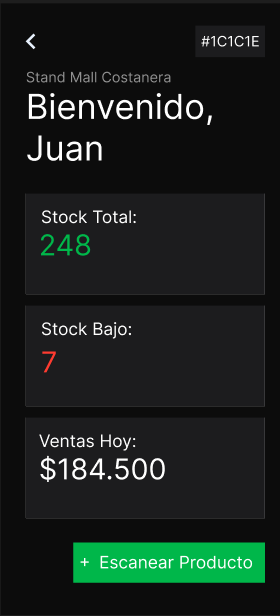 #1C1C1E
Stand Mall Costanera
Bienvenido,
Juan
Stock Total:
248
Stock Bajo:
7
Ventas Hoy:
$184.500
+ Escanear Producto